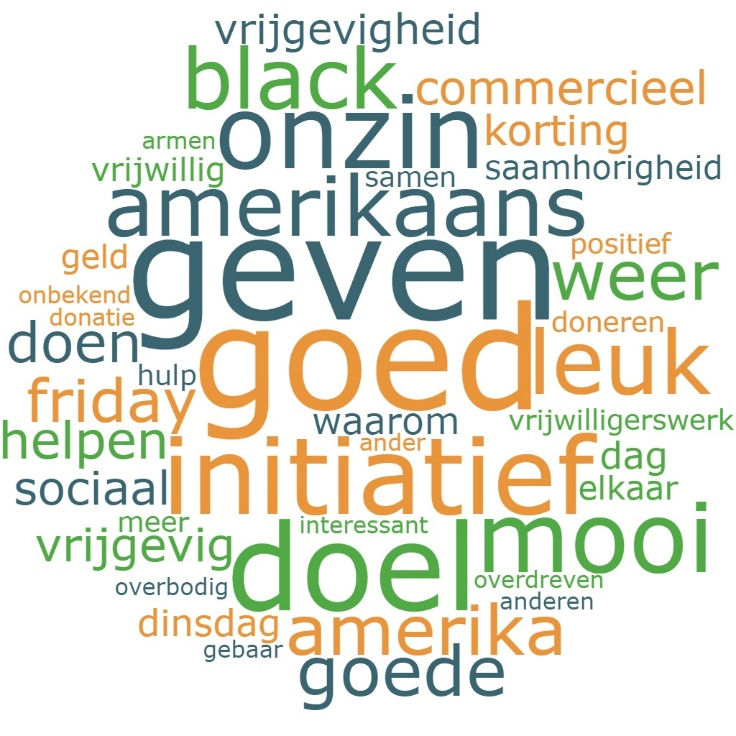 vrijgevigheid
black commercieel
onzin korting
armen
vrijwillig samen saamhorigheid
amerikaans
geld geven positief
weer
onbekend
donatie doneren
doen goed leuk
hulp
friday waarom vrijwilligerswerk
helpen ander dag
sociaal initiatief elkaar
meer interessant mooi
vrijgevig doel
overbodig overdreven
anderen
dinsdag amerika
gebaar goede